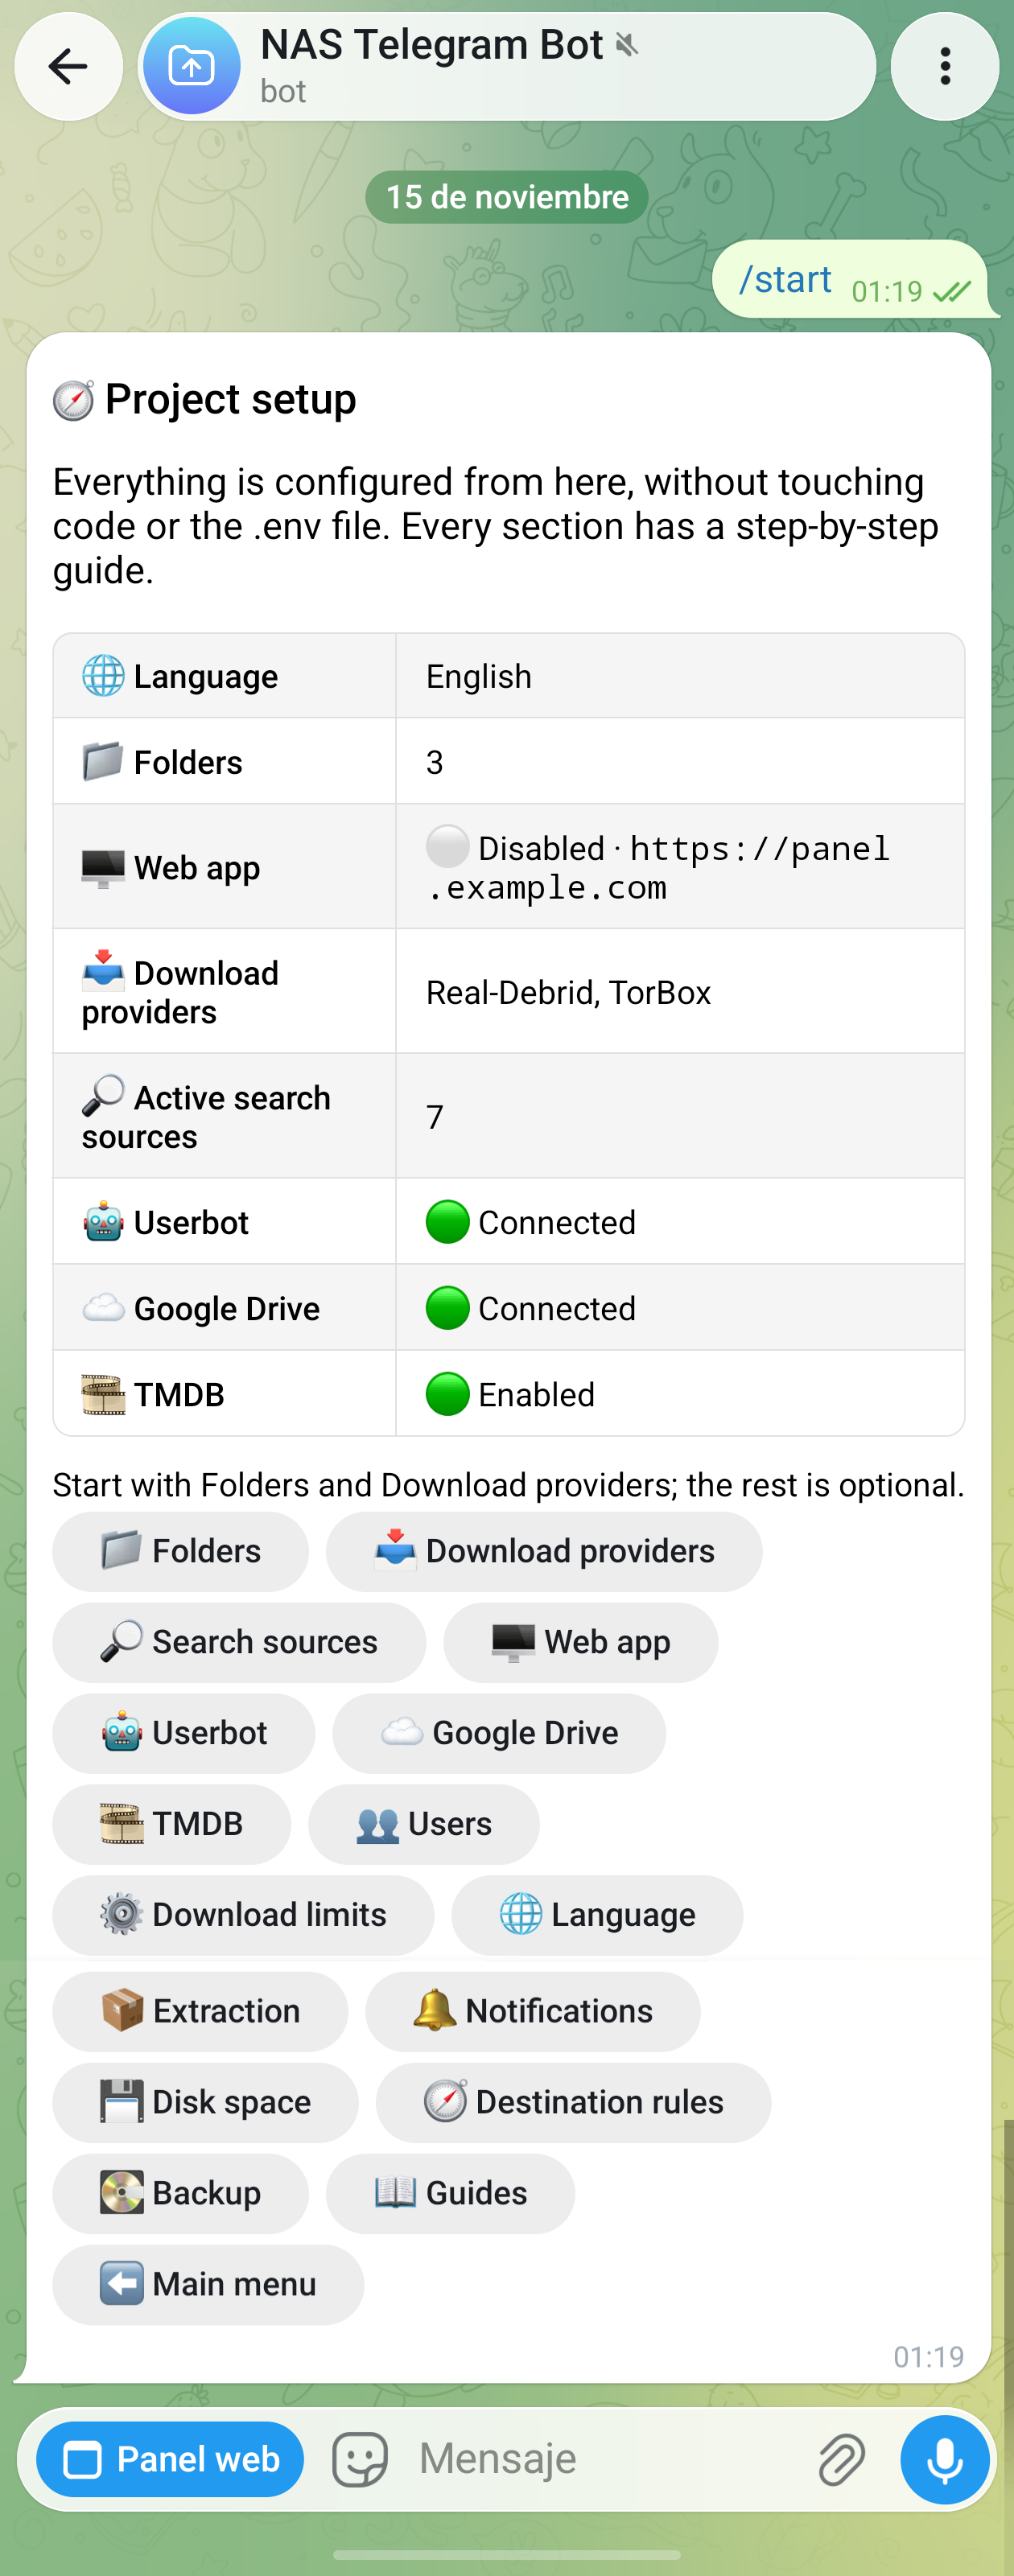 NAS Telegram Bot
bot
15 de noviembre
/start 01:19
Project setup
Everything is configured from here, without touching
code or the .env file. Every section has a step-by-step
guide.
Language English
Folders 3
Web app Disabled · https://panel
.example.com
Download
providers Real-Debrid, TorBox
Active search
sources 7
Userbot Connected
Google Drive Connected
TMDB Enabled
Start with Folders and Download providers; the rest is optional.
Folders Download providers
Search sources Web app
Userbot Google Drive
TMDB Users
Download limits Language
Extraction Notifications
Disk space Destination rules
Backup Guides
Main menu
01:19
Panel web Mensaje